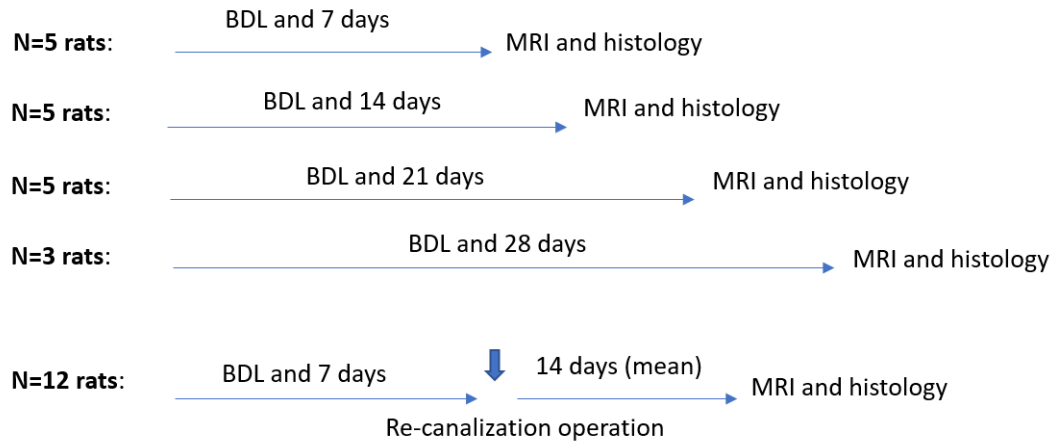 BDL and 7 days
N=5 rats: MRI and histology
BDL and 14 days
N=5 rats: MRI and histology
BDL and 21 days
N=5 rats: MRI and histology
BDL and 28 days
N=3 rats: MRI and histology
BDL and 7 days 14 days (mean)
N=12 rats: MRI and histology
Re-canalization operation